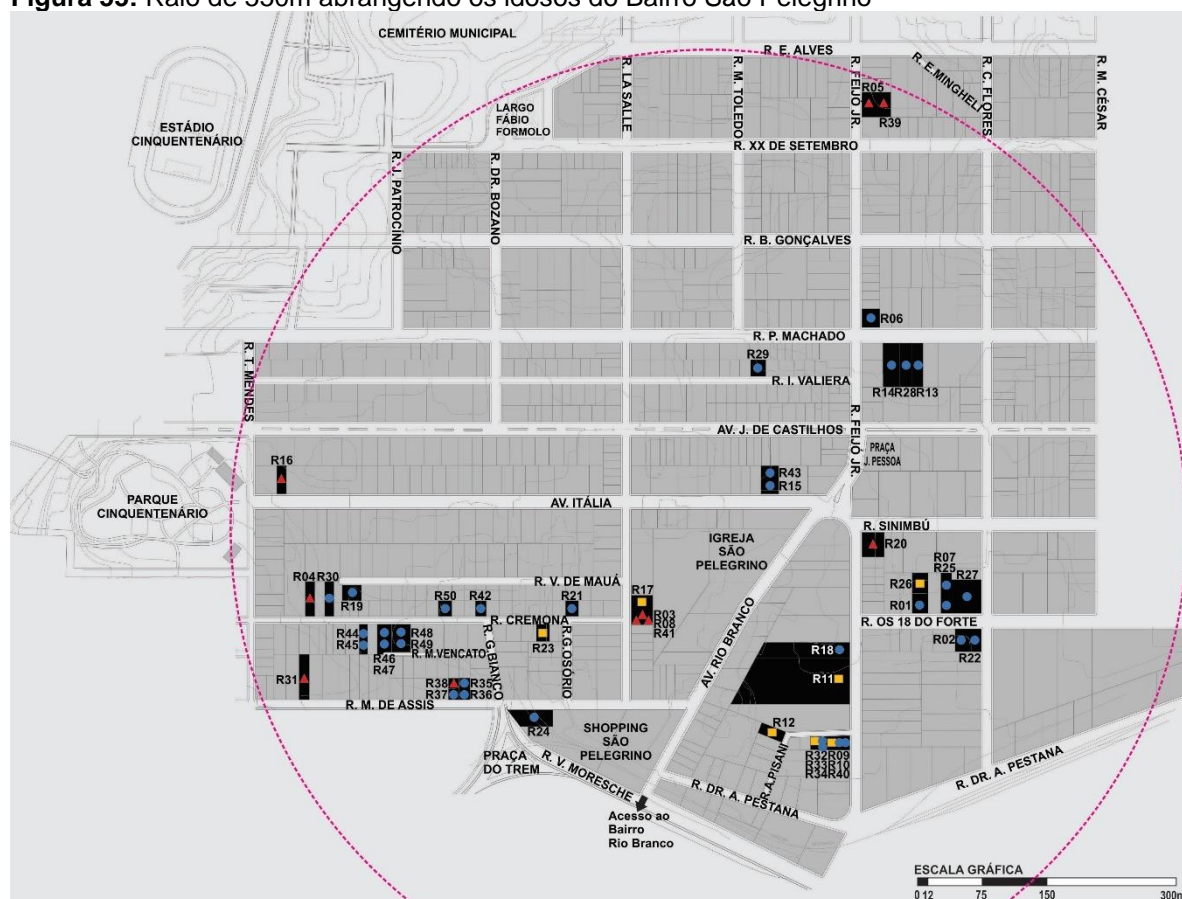 Figura 55: Raio de 550m abrangendo os idosos do Bairro São Pelegrino
CEMITÉRIO MUNICIPAL
R. E. ALVES
R. LA SALLE
R. M. TOLEDO
R. FEIJÓ JR.
R. E.MINGHELI
R. C. FLORES
R. M. CÉSAR
R05
R39
ESTÁDIO
CINQUENTENÁRIO
LARGO
FÁBIO
FORMOLO
R. XX DE SETEMBRO
R. J. PATROCÍNIO
R. DR. BOZANO
R. B. GONÇALVES
R06
R. P. MACHADO
R. T. MENDES
R29
R. I. VALIERA
R14R28R13
R. FEIJÓ JR.
AV. J. DE CASTILHOS
PRAÇA
J. PESSOA
R16
R43
R15
PARQUE
CINQUENTENÁRIO
AV. ITÁLIA
R. SINIMBÚ
IGREJA
SÃO
PELEGRINO
R20
R04 R30
R. V. DE MAUÁ
R19
R50
R42
R21
R17
R03
R08
R41
R07
R25
R27
R26
R01
R. CREMONA
R. OS 18 DO FORTE
R44
R45
R48
R49
R46
R47
R. M.VENCATO
R. G.BIANCO
R23
R.G.OSÓRIO
AV. RIO BRANCO
R02
R22
R18
R11
R31
R38
R35
R37
R36
R. M. DE ASSIS
R24
SHOPPING
SÃO
PELEGRINO
R12
R.A.PISANI
R32R09
R33R10
R34R40
PRAÇA
DO TREM
R. V. MORESCHE
R. DR. A. PESTANA
R. DR. A. PESTANA
Acesso ao
Bairro
Rio Branco
ESCALA GRÁFICA
0 12 75 150 300m